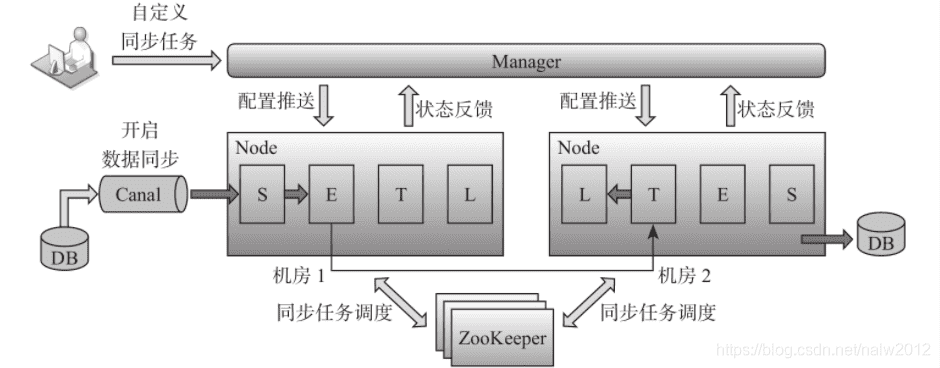 自定义
同步任务
Manager
配置推送
状态反馈
配置推送
状态反馈
开启
数据同步
Node
Node
Canal
S
E
T
L
L
T
E
S
DB
DB
机房 1
机房 2
同步任务调度
同步任务调度
ZooKeeper
https://blog.csdn.net/nalw2012